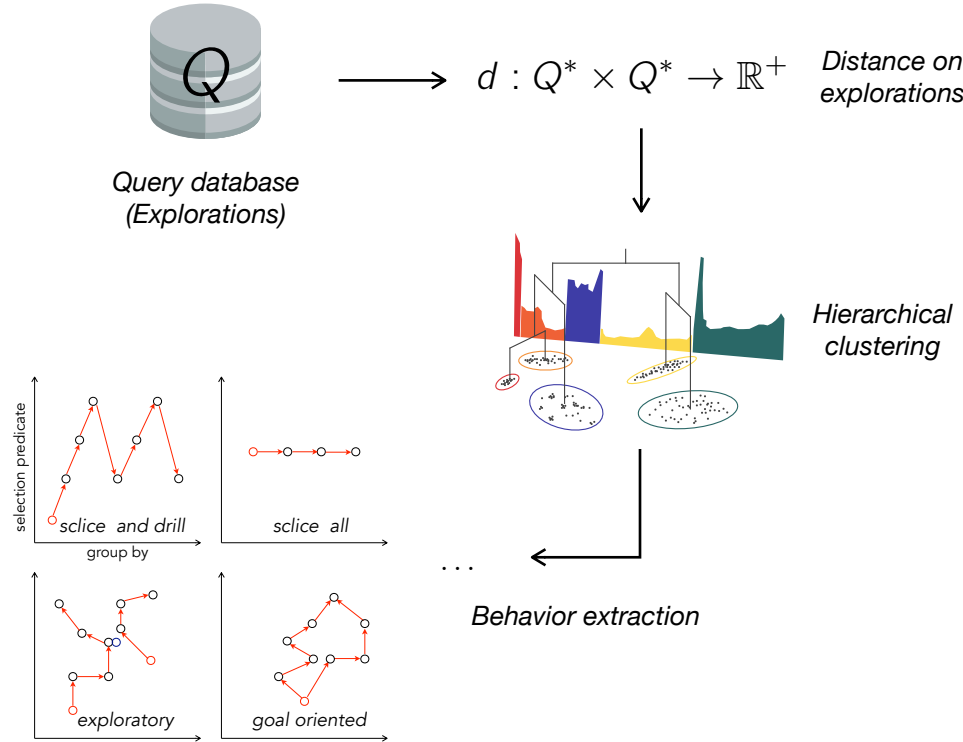 Q
d : Q* × Q* → ℝ⁺
Distance on
explorations
Query database
(Explorations)
Hierarchical
clustering
selection predicate
sclice and drill
group by
sclice all
...
Behavior extraction
exploratory
goal oriented